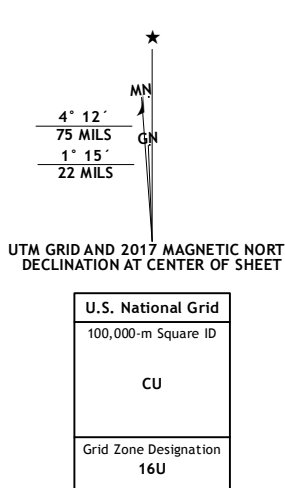 ★
MN
4° 12´
75 MILS
GN
1° 15´
22 MILS
UTM GRID AND 2017 MAGNETIC NORT
DECLINATION AT CENTER OF SHEET
U.S. National Grid
100,000-m Square ID
CU
Grid Zone Designation
16U